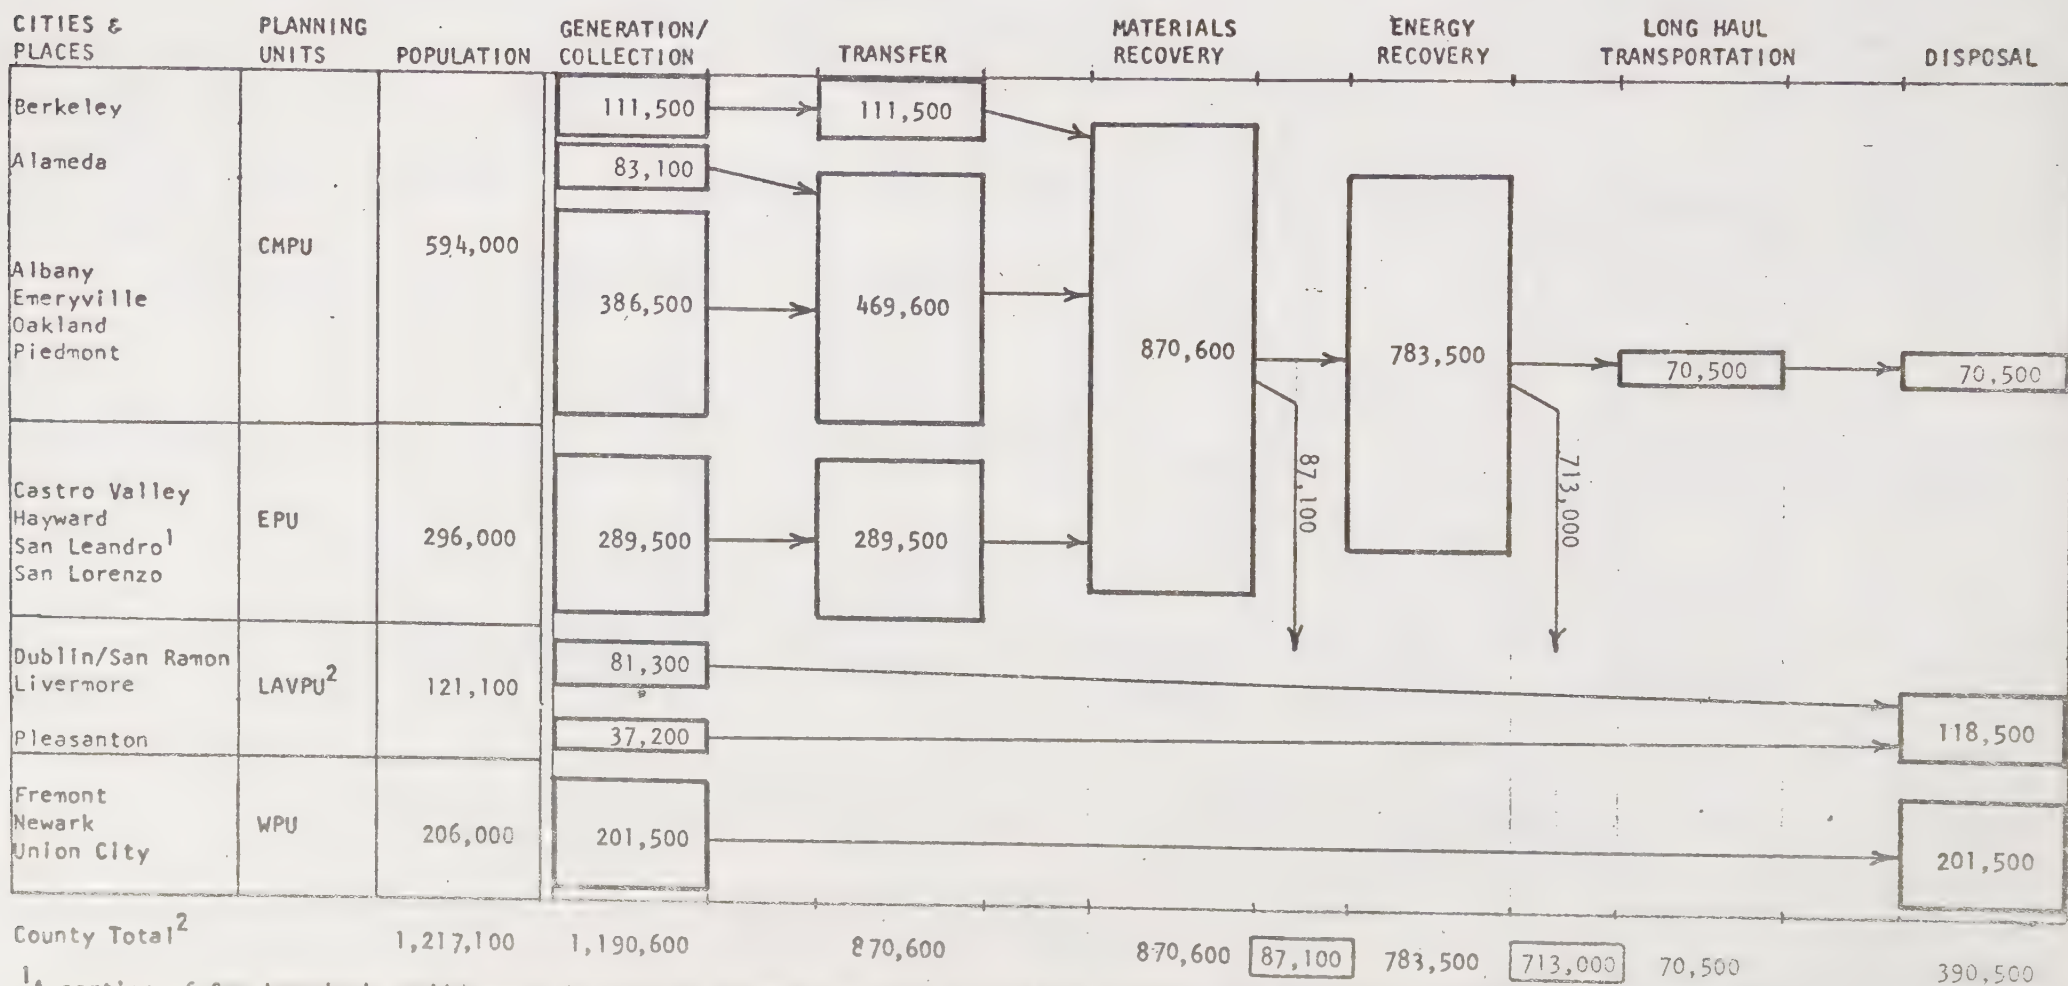 CITIES & PLACES
PLANNING UNITS
POPULATION
GENERATION/ COLLECTION
TRANSFER
MATERIALS RECOVERY
ENERGY RECOVERY
LONG HAUL TRANSPORTATION
DISPOSAL
Berkeley
111,500
111,500
Alameda
83,100
CMPU
594,000
Albany
Emeryville
Oakland
Piedmont
386,500
469,600
870,600
783,500
70,500
70,500
87,100
713,000
Castro Valley
Hayward
San Leandro1
San Lorenzo
EPU
296,000
289,500
289,500
Dublin/San Ramon
Livermore
LAVPU2
121,100
81,300
Pleasanton
37,200
118,500
Fremont
Newark
Union City
WPU
206,000
201,500
201,500
County Total2
1,217,100
1,190,600
870,600
870,600
87,100
783,500
713,000
70,500
390,500